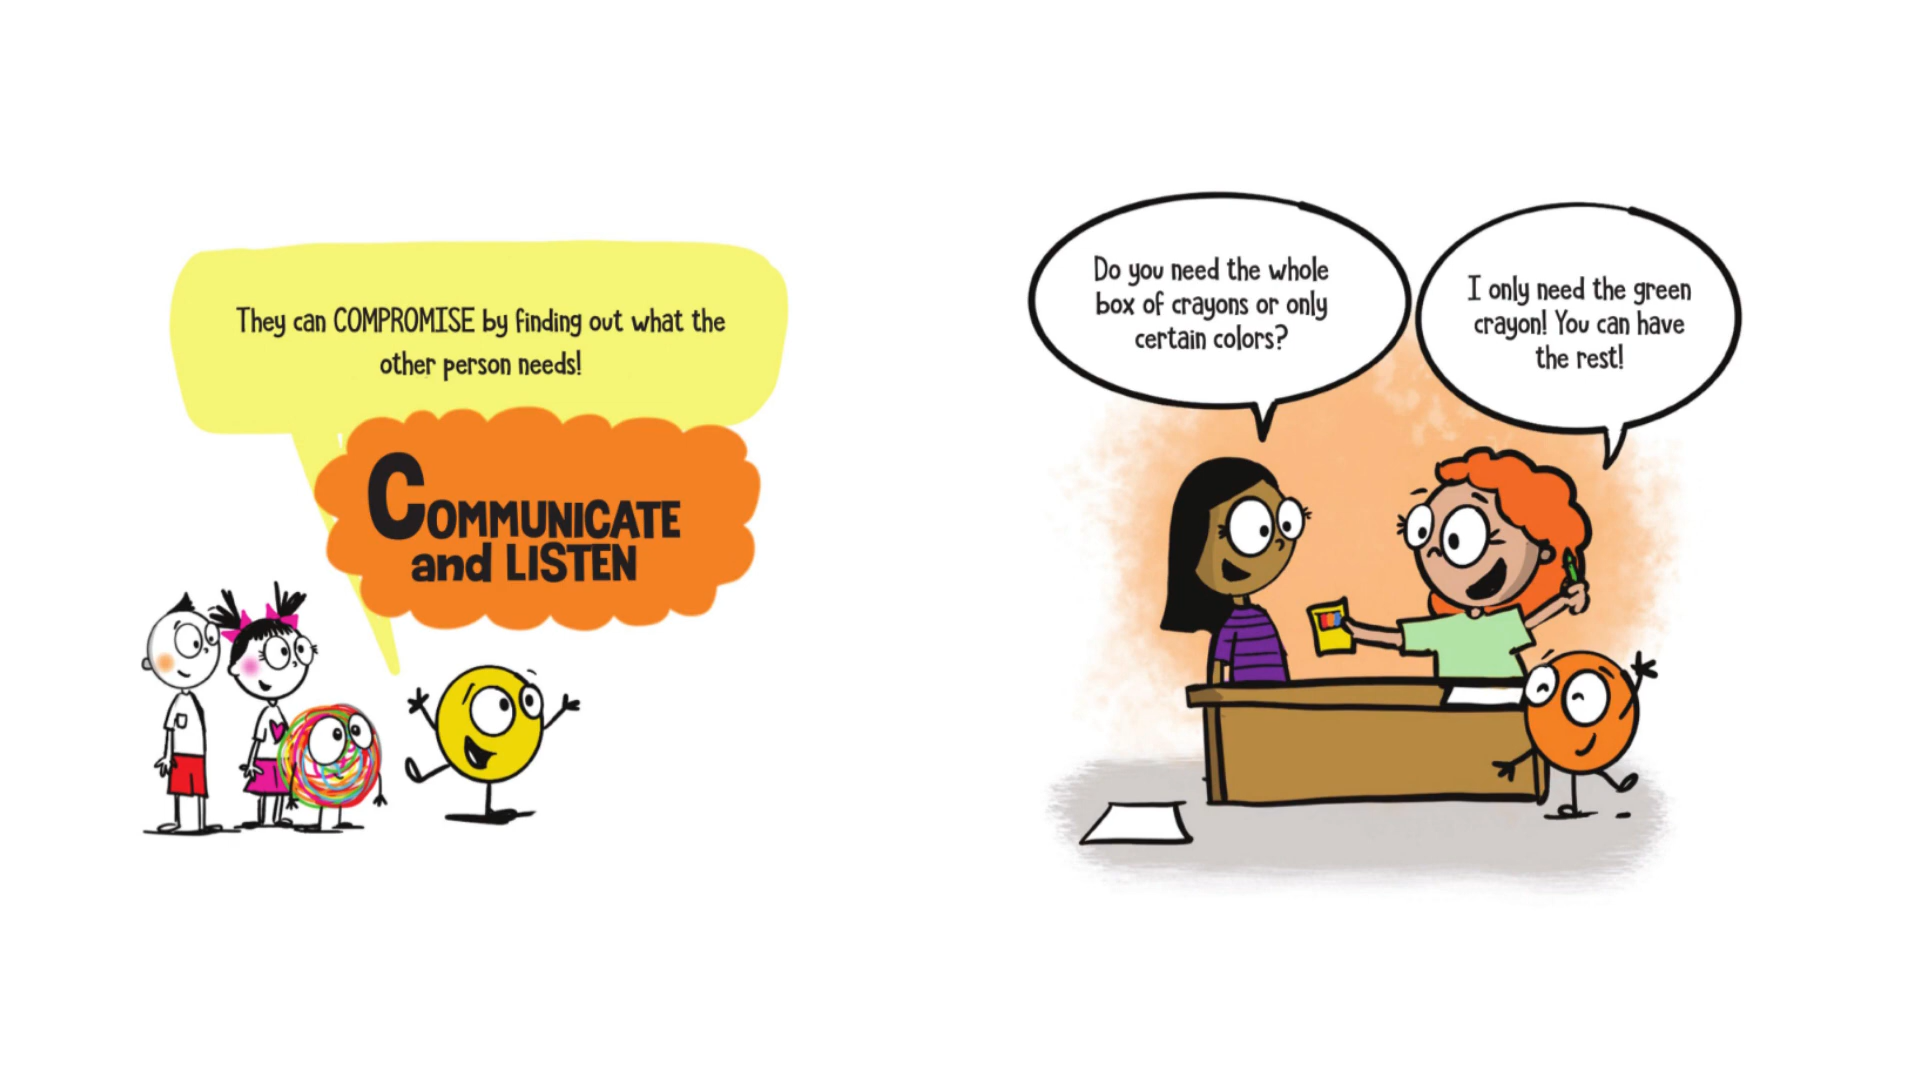 They can COMPROMISE by finding out what the
other person needs!
COMMUNICATE
and LISTEN
Do you need the whole
box of crayons or only
certain colors?
I only need the green
crayon! You can have
the rest!